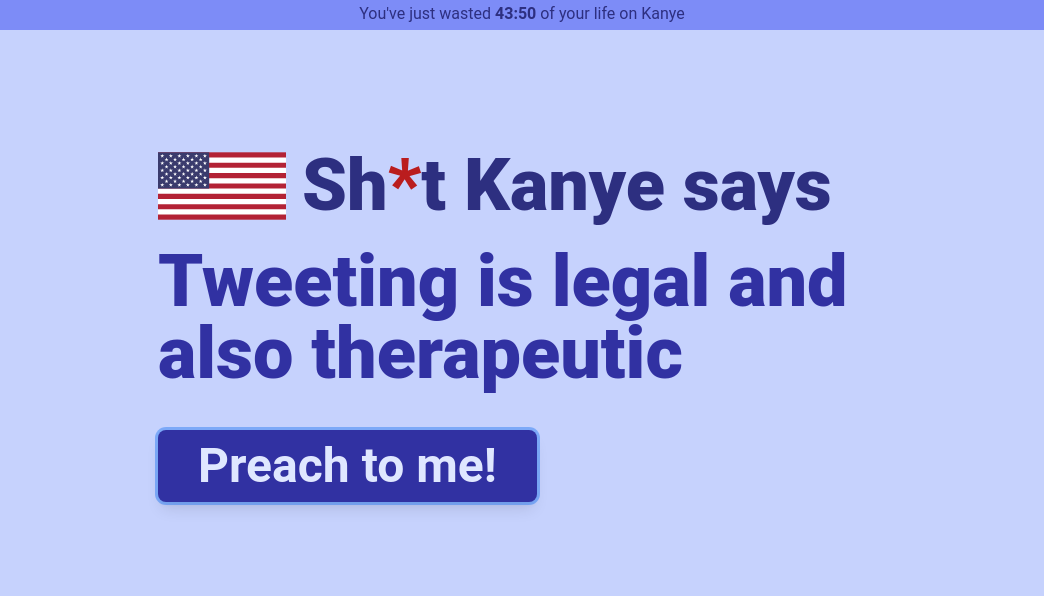 You've just wasted 43:50 of your life on Kanye
Sh*t Kanye says
Tweeting is legal and
also therapeutic
Preach to me!